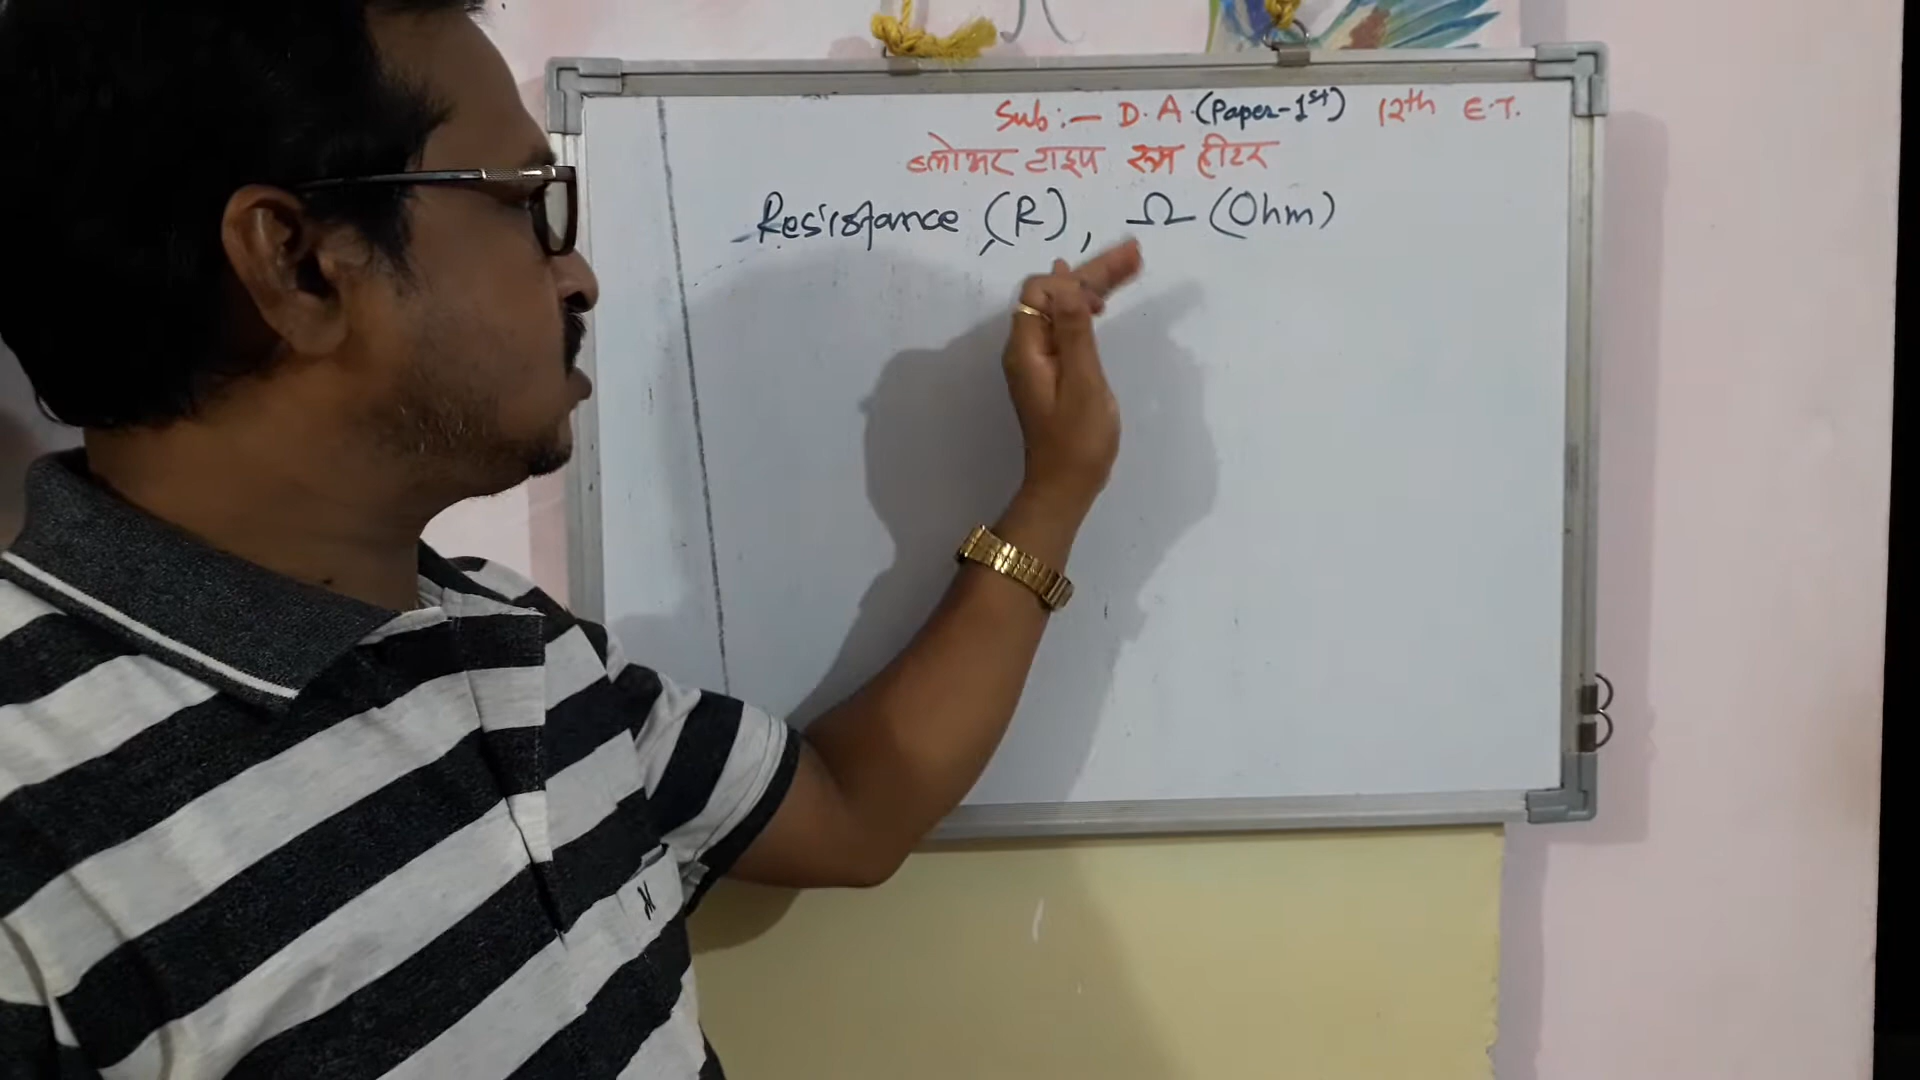 Sub:— D.A.(Paper-1st) 12th E.T.
ब्लोअर टाइप रूम हीटर
Resistance (R), Ω (Ohm)